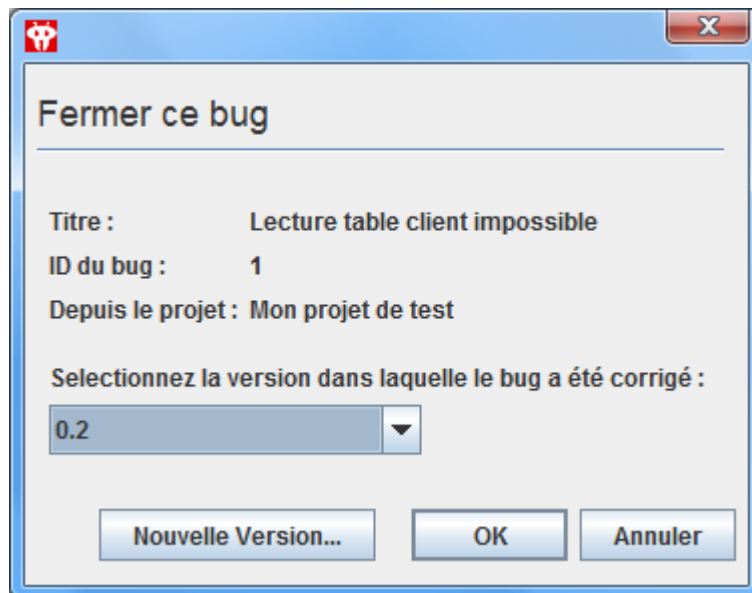 Fermer ce bug
Titre : Lecture table client impossible
ID du bug : 1
Depuis le projet : Mon projet de test
Selectionnez la version dans laquelle le bug a été corrigé :
0.2
Nouvelle Version... OK Annuler